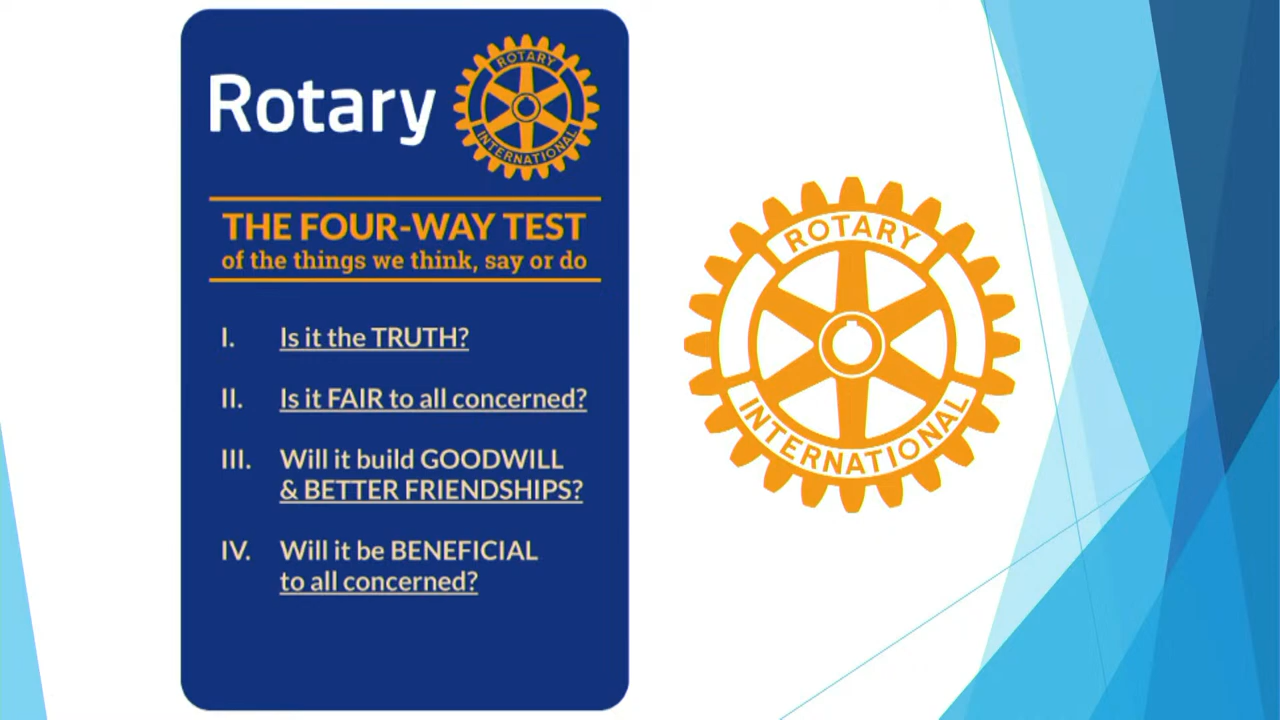 Rotary
ROTARY
INTERNATIONAL
THE FOUR-WAY TEST
of the things we think, say or do
I. Is it the TRUTH?
II. Is it FAIR to all concerned?
III. Will it build GOODWILL
& BETTER FRIENDSHIPS?
IV. Will it be BENEFICIAL
to all concerned?
ROTARY
INTERNATIONAL